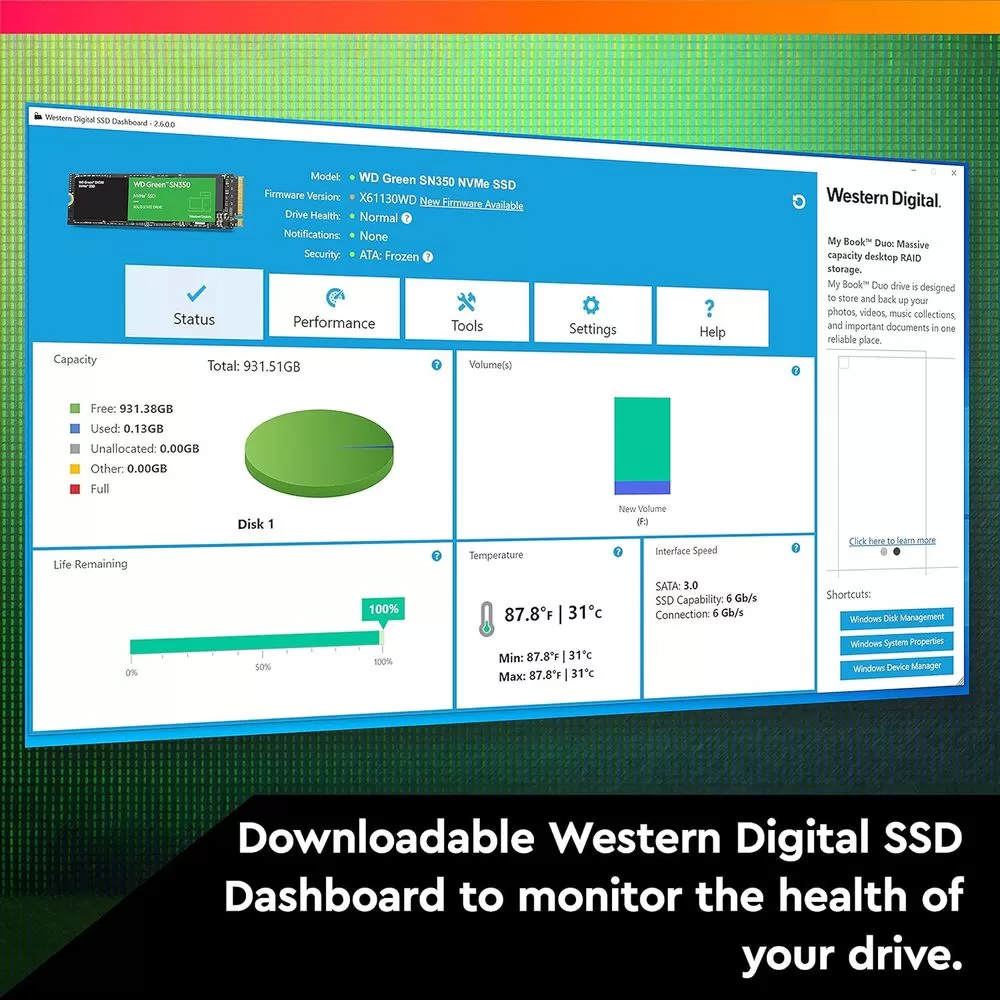 Western Digital SSD Dashboard - 2.6.0.0
WD Green™ SN350
NVMe™ SSD
Model: WD Green SN350 NVMe SSD
Firmware Version: X61130WD New Firmware Available
Drive Health: Normal ?
Notifications: None
Security: ATA: Frozen ?
Status
Performance
Tools
Settings
Help
Capacity
Total: 931.51GB
Free: 931.38GB
Used: 0.13GB
Unallocated: 0.00GB
Other: 0.00GB
Full
Disk 1
Volume(s)
New Volume
(F:)
Life Remaining
100%
0%
50%
100%
Temperature
87.8°F | 31°C
Min: 87.8°F | 31°C
Max: 87.8°F | 31°C
Interface Speed
SATA: 3.0
SSD Capability: 6 Gb/s
Connection: 6 Gb/s
Western Digital.
My Book™ Duo: Massive
capacity desktop RAID
storage.
My Book™ Duo drive is designed
to store and back up your
photos, videos, music collections,
and important documents in one
reliable place.
Click here to learn more
Shortcuts:
Windows Disk Management
Windows System Properties
Windows Device Manager
Downloadable Western Digital SSD
Dashboard to monitor the health of
your drive.